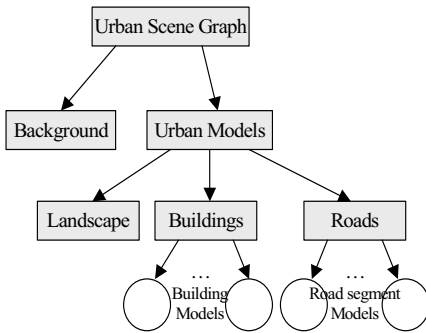 Urban Scene Graph
Background
Urban Models
Landscape
Buildings
Roads
…
Building
Models
…
Road segment
Models